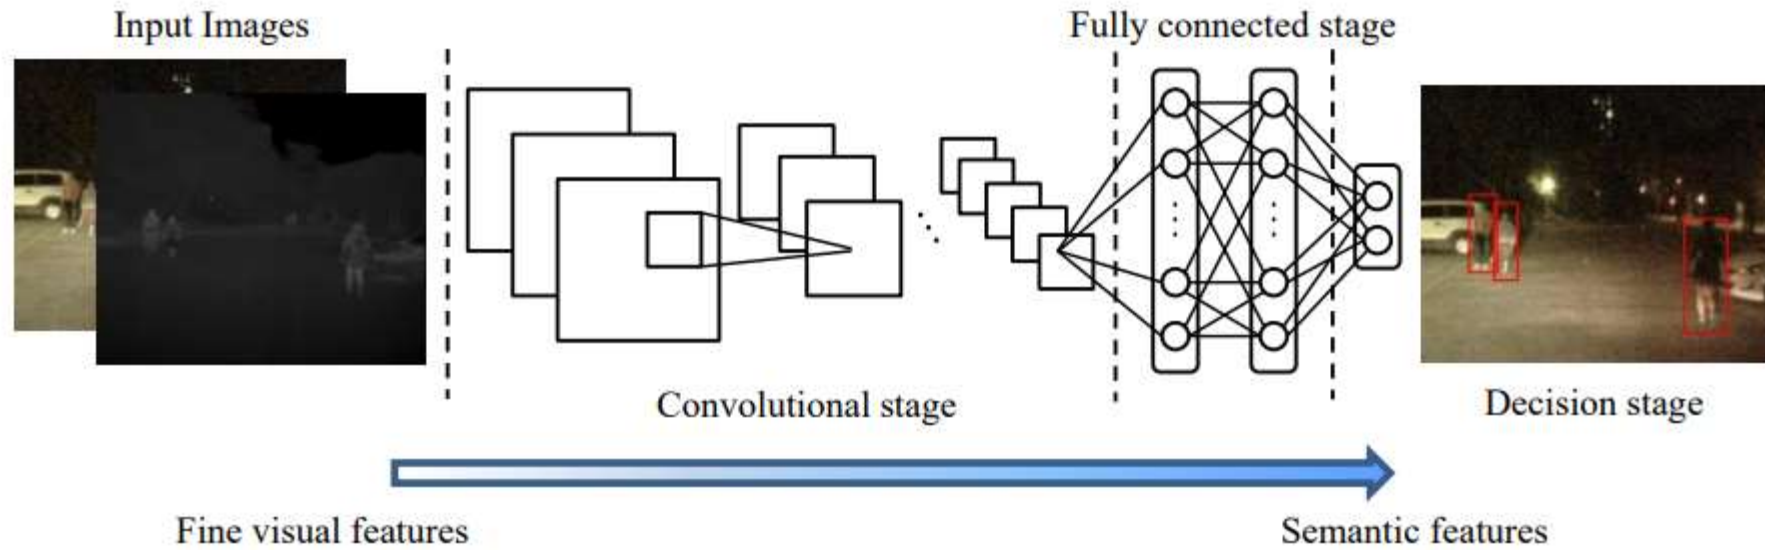 Input Images
Fully connected stage
Convolutional stage
Decision stage
Fine visual features
Semantic features